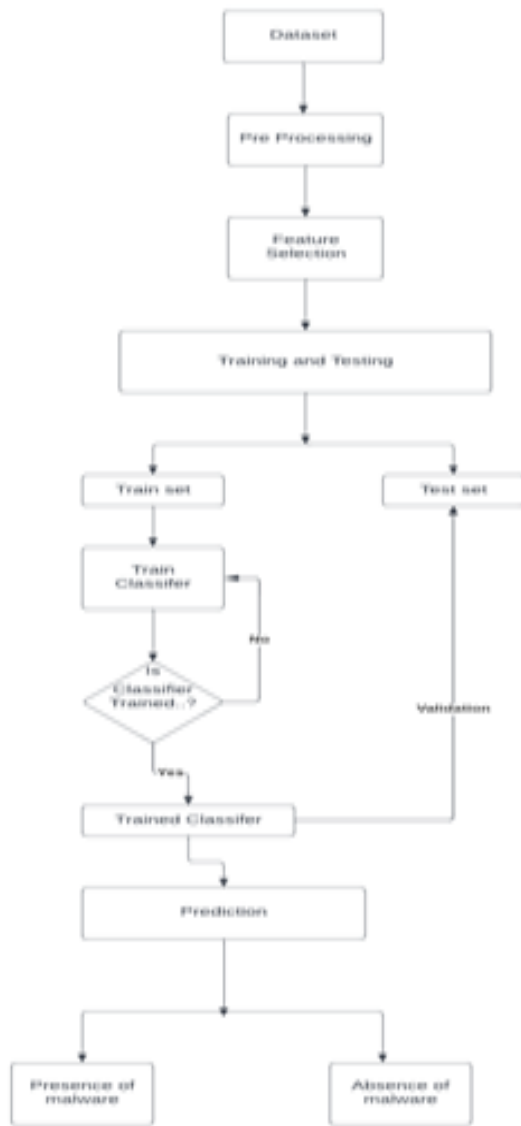 Dataset
Pre Processing
Feature
Selection
Training and Testing
Train set
Test set
Train
Classifer
No
Is
Classifier
Trained..?
Validation
Yes
Trained Classifer
Prediction
Presence of
malware
Absence of
malware